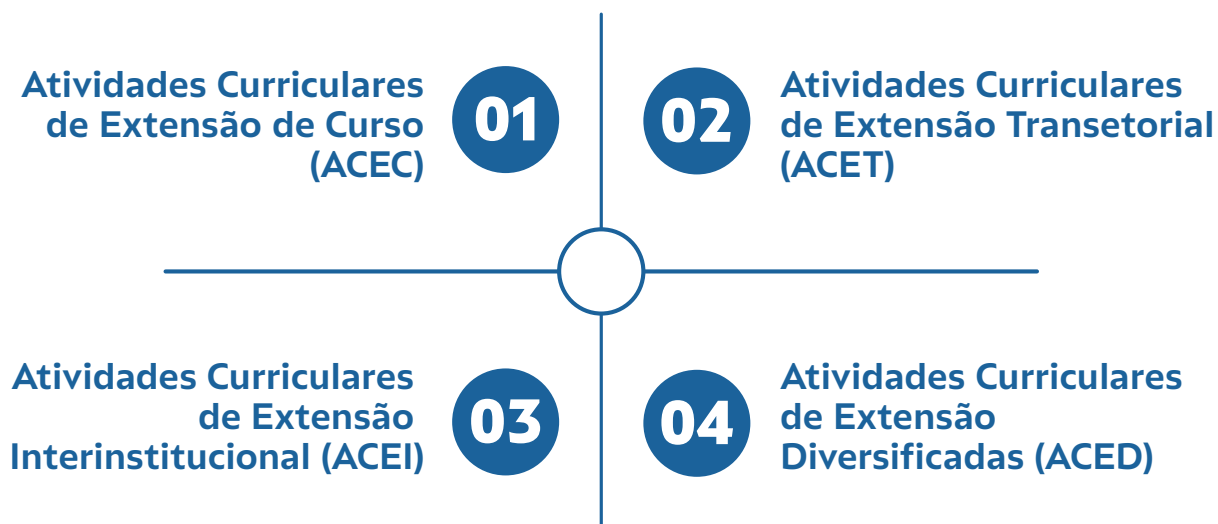 Atividades Curriculares
de Extensão de Curso
(ACEC)
01
02
Atividades Curriculares
de Extensão Transetorial
(ACET)
Atividades Curriculares
de Extensão
Interinstitucional (ACEI)
03
04
Atividades Curriculares
de Extensão
Diversificadas (ACED)